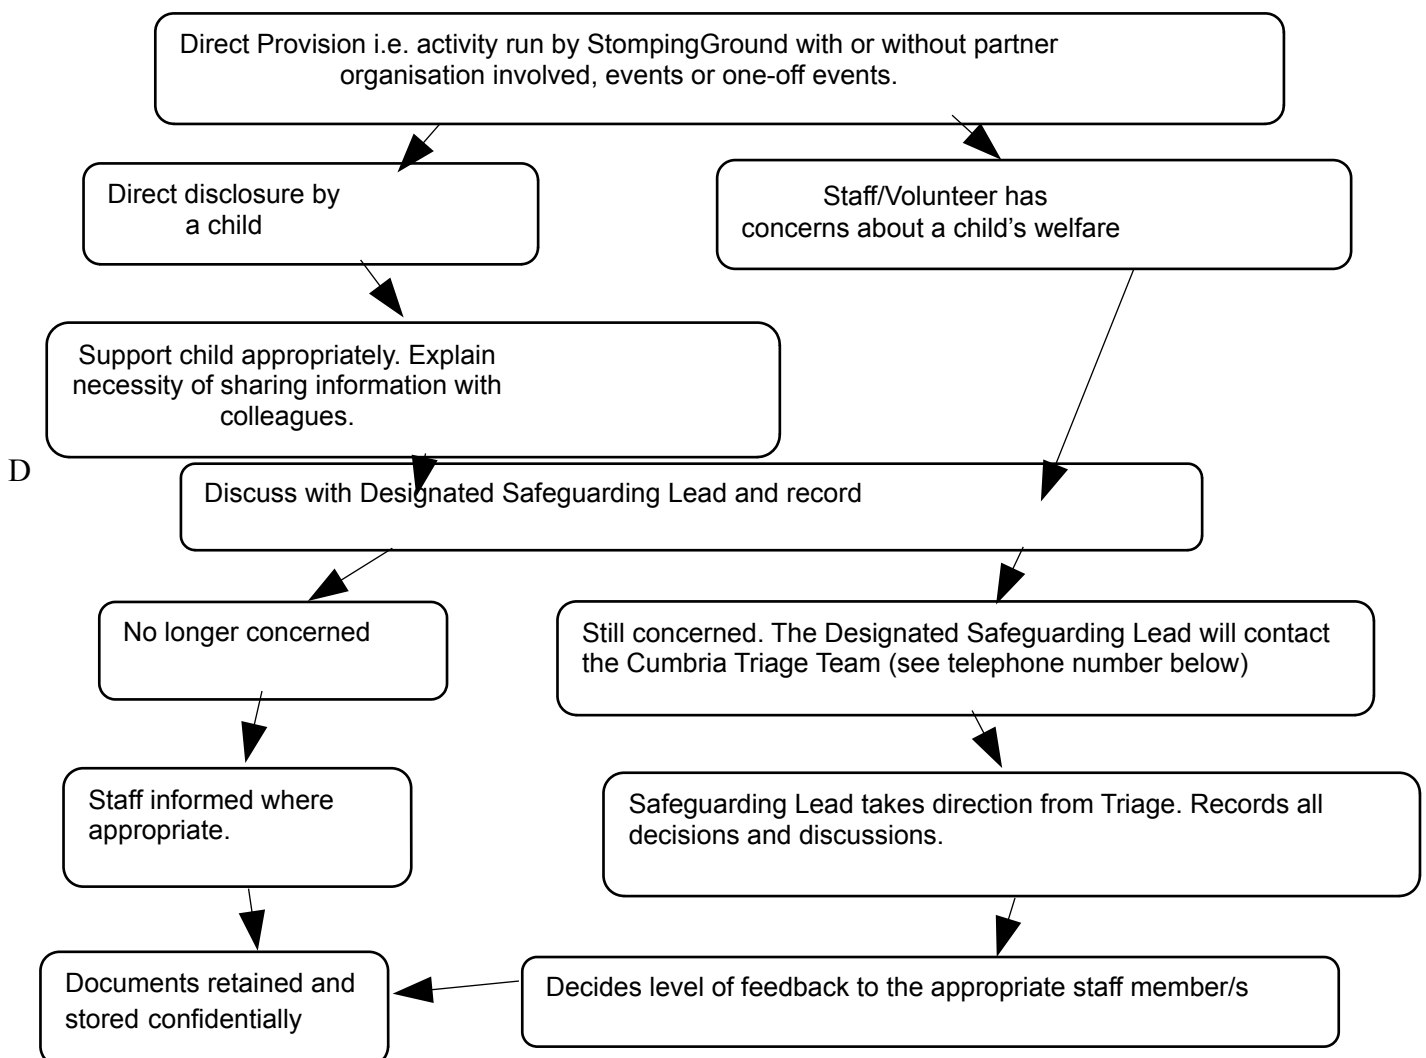 Direct Provision i.e. activity run by StompingGround with or without partner
organisation involved, events or one-off events.
Direct disclosure by
a child
Staff/Volunteer has
concerns about a child's welfare
Support child appropriately. Explain
necessity of sharing information with
colleagues.
D
Discuss with Designated Safeguarding Lead and record
No longer concerned
Still concerned. The Designated Safeguarding Lead will contact
the Cumbria Triage Team (see telephone number below)
Staff informed where
appropriate.
Safeguarding Lead takes direction from Triage. Records all
decisions and discussions.
Documents retained and
stored confidentially
Decides level of feedback to the appropriate staff member/s